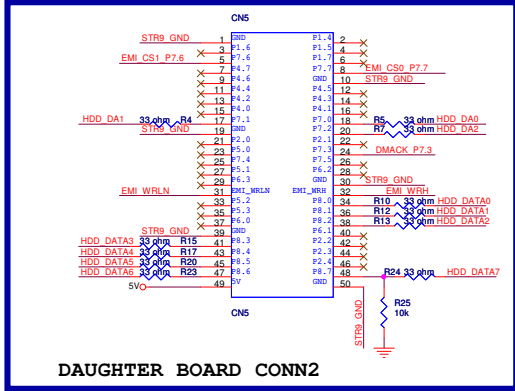 CN5
STR9_GND 1 GND P1.4 2
3 P1.6 P1.5 4
EMI_CS1_P7.6 5 P7.6 P1.7 6
7 P4.7 P7.7 8 EMI_CS0_P7.7
9 P4.6 GND 10 STR9_GND
11 P4.4 P4.5 12
13 P4.2 P4.3 14
15 P4.0 P4.1 16
HDD_DA1 33 ohm R4 17 P7.1 P7.0 18 R5 33 ohm HDD_DA0
STR9_GND 19 GND P7.2 20 R7 33 ohm HDD_DA2
21 P2.0 P2.1 22
23 P5.0 P7.3 24 DMACK_P7.3
25 P7.4 P7.5 26
27 P5.1 P6.2 28
29 P6.3 GND 30 STR9_GND
EMI_WRLN 31 EMI_WRLN EMI_WRH 32 EMI_WRH
33 P5.2 P8.0 34 R10 33 ohm HDD_DATA0
35 P5.3 P8.1 36 R12 33 ohm HDD_DATA1
37 P6.0 P8.2 38 R13 33 ohm HDD_DATA2
STR9_GND 39 GND P6.1 40
HDD_DATA3 33 ohm R15 41 P8.3 P2.2 42
HDD_DATA4 33 ohm R17 43 P8.4 P2.3 44
HDD_DATA5 33 ohm R20 45 P8.5 P2.4 46
HDD_DATA6 33 ohm R23 47 P8.6 P8.7 48 R24 33 ohm HDD_DATA7
5V 49 5V GND 50
STR9_GND
R25
10k
CN5
DAUGHTER BOARD CONN2